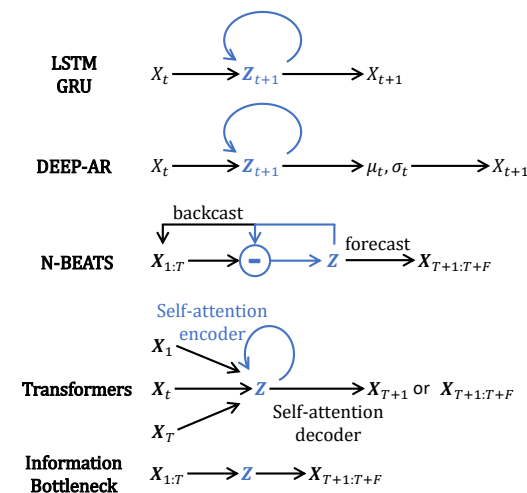 LSTM
GRU
X_t
Z_{t+1}
X_{t+1}
DEEP-AR
X_t
Z_{t+1}
μ_t, σ_t
X_{t+1}
backcast
N-BEATS
X_{1:T}
-
Z
forecast
X_{T+1:T+F}
Self-attention
encoder
X_1
Transformers
X_t
Z
X_{T+1} or X_{T+1:T+F}
X_T
Self-attention
decoder
Information
Bottleneck
X_{1:T}
Z
X_{T+1:T+F}